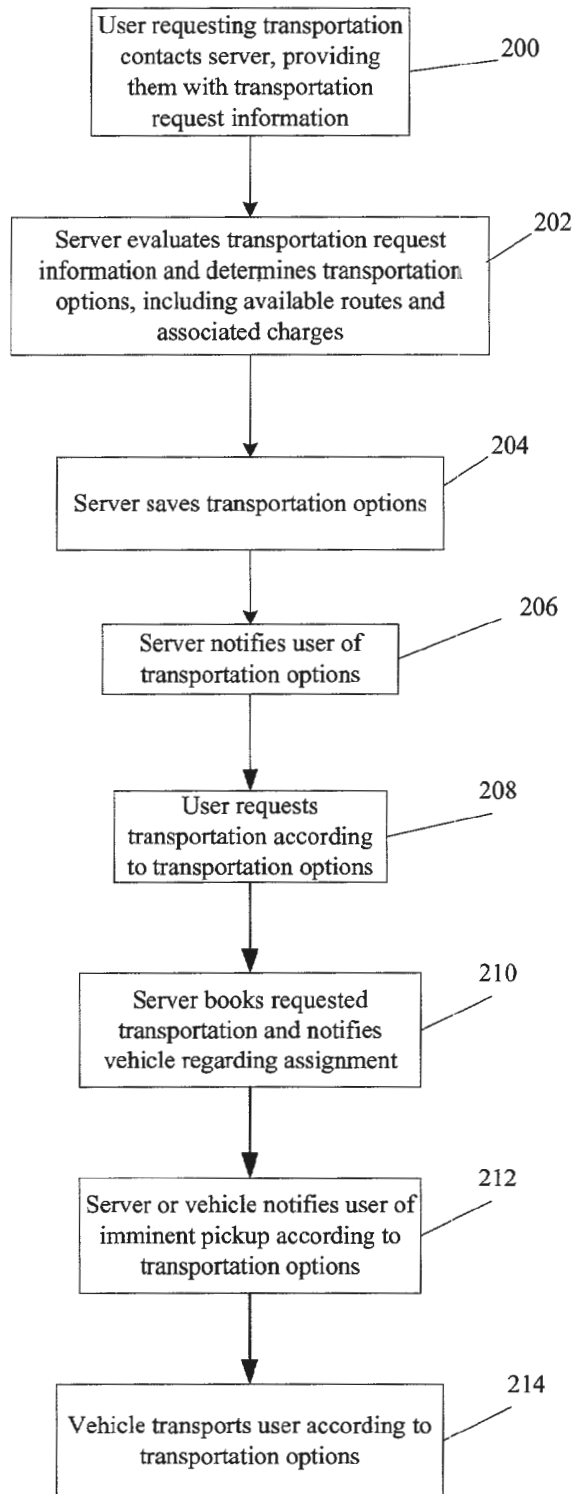 User requesting transportation
contacts server, providing
them with transportation
request information
200
Server evaluates transportation request
information and determines transportation
options, including available routes and
associated charges
202
Server saves transportation options
204
Server notifies user of
transportation options
206
User requests
transportation according
to transportation options
208
Server books requested
transportation and notifies
vehicle regarding assignment
210
Server or vehicle notifies user of
imminent pickup according to
transportation options
212
Vehicle transports user according to
transportation options
214